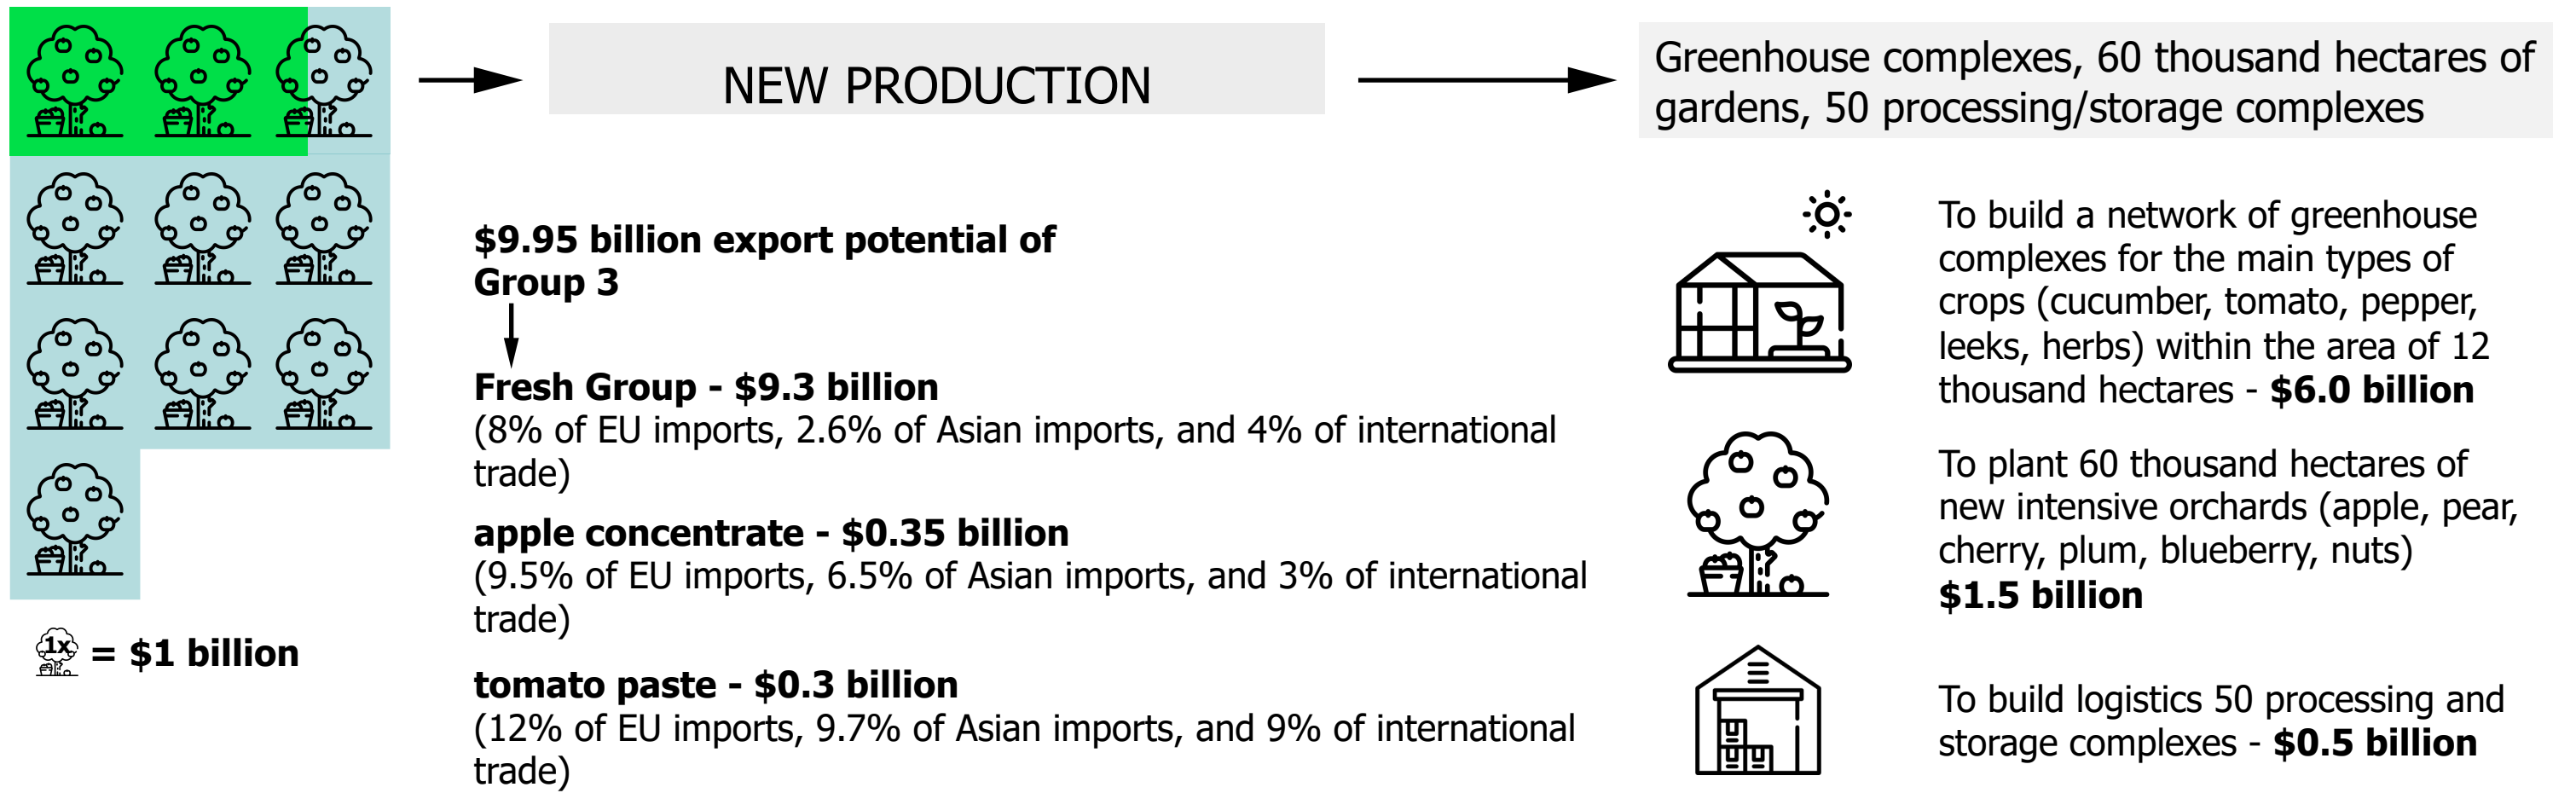 NEW PRODUCTION
Greenhouse complexes, 60 thousand hectares of
gardens, 50 processing/storage complexes
$9.95 billion export potential of
Group 3
Fresh Group - $9.3 billion
(8% of EU imports, 2.6% of Asian imports, and 4% of international
trade)
apple concentrate - $0.35 billion
(9.5% of EU imports, 6.5% of Asian imports, and 3% of international
trade)
tomato paste - $0.3 billion
(12% of EU imports, 9.7% of Asian imports, and 9% of international
trade)
1x = $1 billion
To build a network of greenhouse
complexes for the main types of
crops (cucumber, tomato, pepper,
leeks, herbs) within the area of 12
thousand hectares - $6.0 billion
To plant 60 thousand hectares of
new intensive orchards (apple, pear,
cherry, plum, blueberry, nuts)
$1.5 billion
To build logistics 50 processing and
storage complexes - $0.5 billion